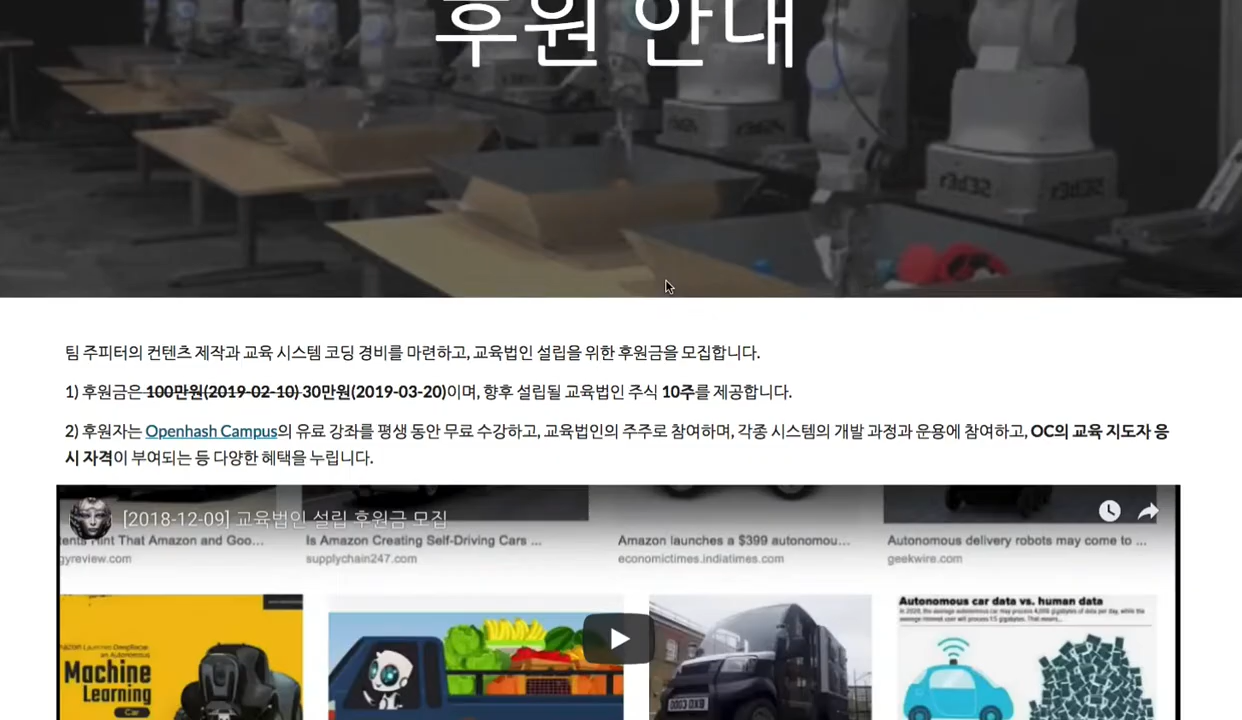 후원 안내
팀 주피터의 컨텐츠 제작과 교육 시스템 코딩 경비를 마련하고, 교육법인 설립을 위한 후원금을 모집합니다.
1) 후원금은 100만원(2019-02-10) 30만원(2019-03-20)이며, 향후 설립될 교육법인 주식 10주를 제공합니다.
2) 후원자는 Openhash Campus의 유료 강좌를 평생 동안 무료 수강하고, 교육법인의 주주로 참여하며, 각종 시스템의 개발 과정과 운용에 참여하고, OC의 교육 지도자 응
시 자격이 부여되는 등 다양한 혜택을 누립니다.
[2018-12-09] 교육법인 설립 후원금 모집
ents Hint That Amazon and Goo...
Is Amazon Creating Self-Driving Cars ...
Amazon launches a $399 autonomou...
Autonomous delivery robots may come to ...
gyreview.com
supplychain247.com
economictimes.indiatimes.com
geekwire.com
Autonomous car data vs. human data
Machine
Learning
Car